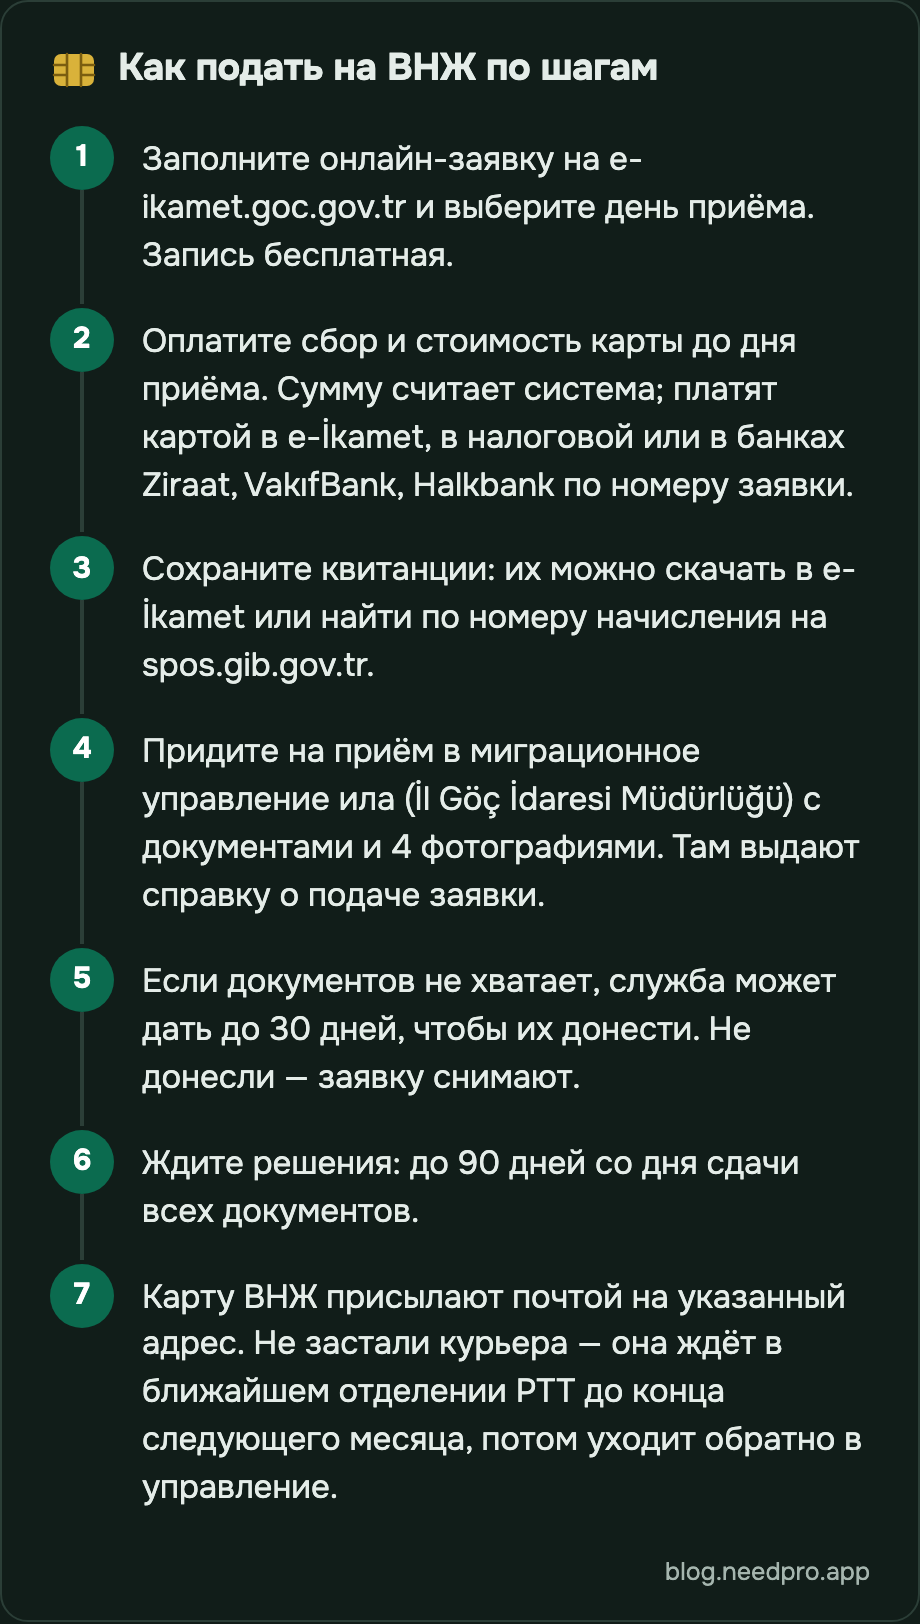 Как подать на ВНЖ по шагам
1
Заполните онлайн-заявку на e-
ikamet.goc.gov.tr и выберите день приёма.
Запись бесплатная.
2
Оплатите сбор и стоимость карты до дня
приёма. Сумму считает система; платят
картой в e-İkamet, в налоговой или в банках
Ziraat, VakıfBank, Halkbank по номеру заявки.
3
Сохраните квитанции: их можно скачать в e-
İkamet или найти по номеру начисления на
spos.gib.gov.tr.
4
Придите на приём в миграционное
управление ила (İl Göç İdaresi Müdürlüğü) с
документами и 4 фотографиями. Там выдают
справку о подаче заявки.
5
Если документов не хватает, служба может
дать до 30 дней, чтобы их донести. Не
донесли — заявку снимают.
6
Ждите решения: до 90 дней со дня сдачи
всех документов.
7
Карту ВНЖ присылают почтой на указанный
адрес. Не застали курьера — она ждёт в
ближайшем отделении PTT до конца
следующего месяца, потом уходит обратно в
управление.
blog.needpro.app